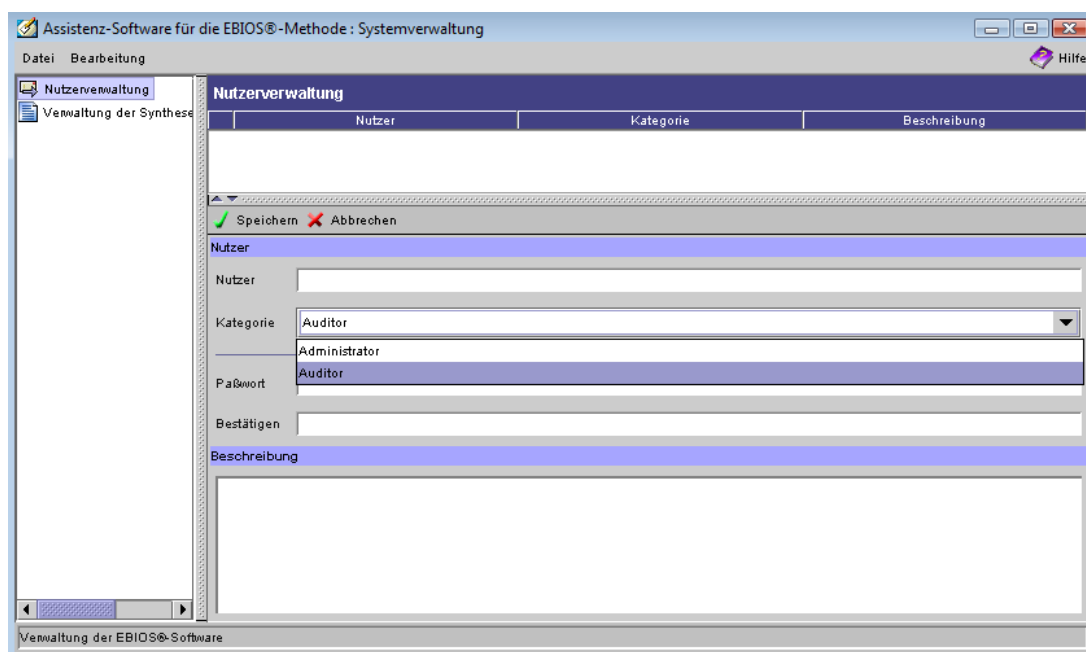 Assistenz-Software für die EBIOS®-Methode : Systemverwaltung
Datei Bearbeitung Hilfe
Nutzerverwaltung
Verwaltung der Synthese
Nutzerverwaltung
Nutzer Kategorie Beschreibung
Speichern Abbrechen
Nutzer
Nutzer
Kategorie Auditor
Administrator
Auditor
Paßwort
Bestätigen
Beschreibung
Verwaltung der EBIOS®-Software